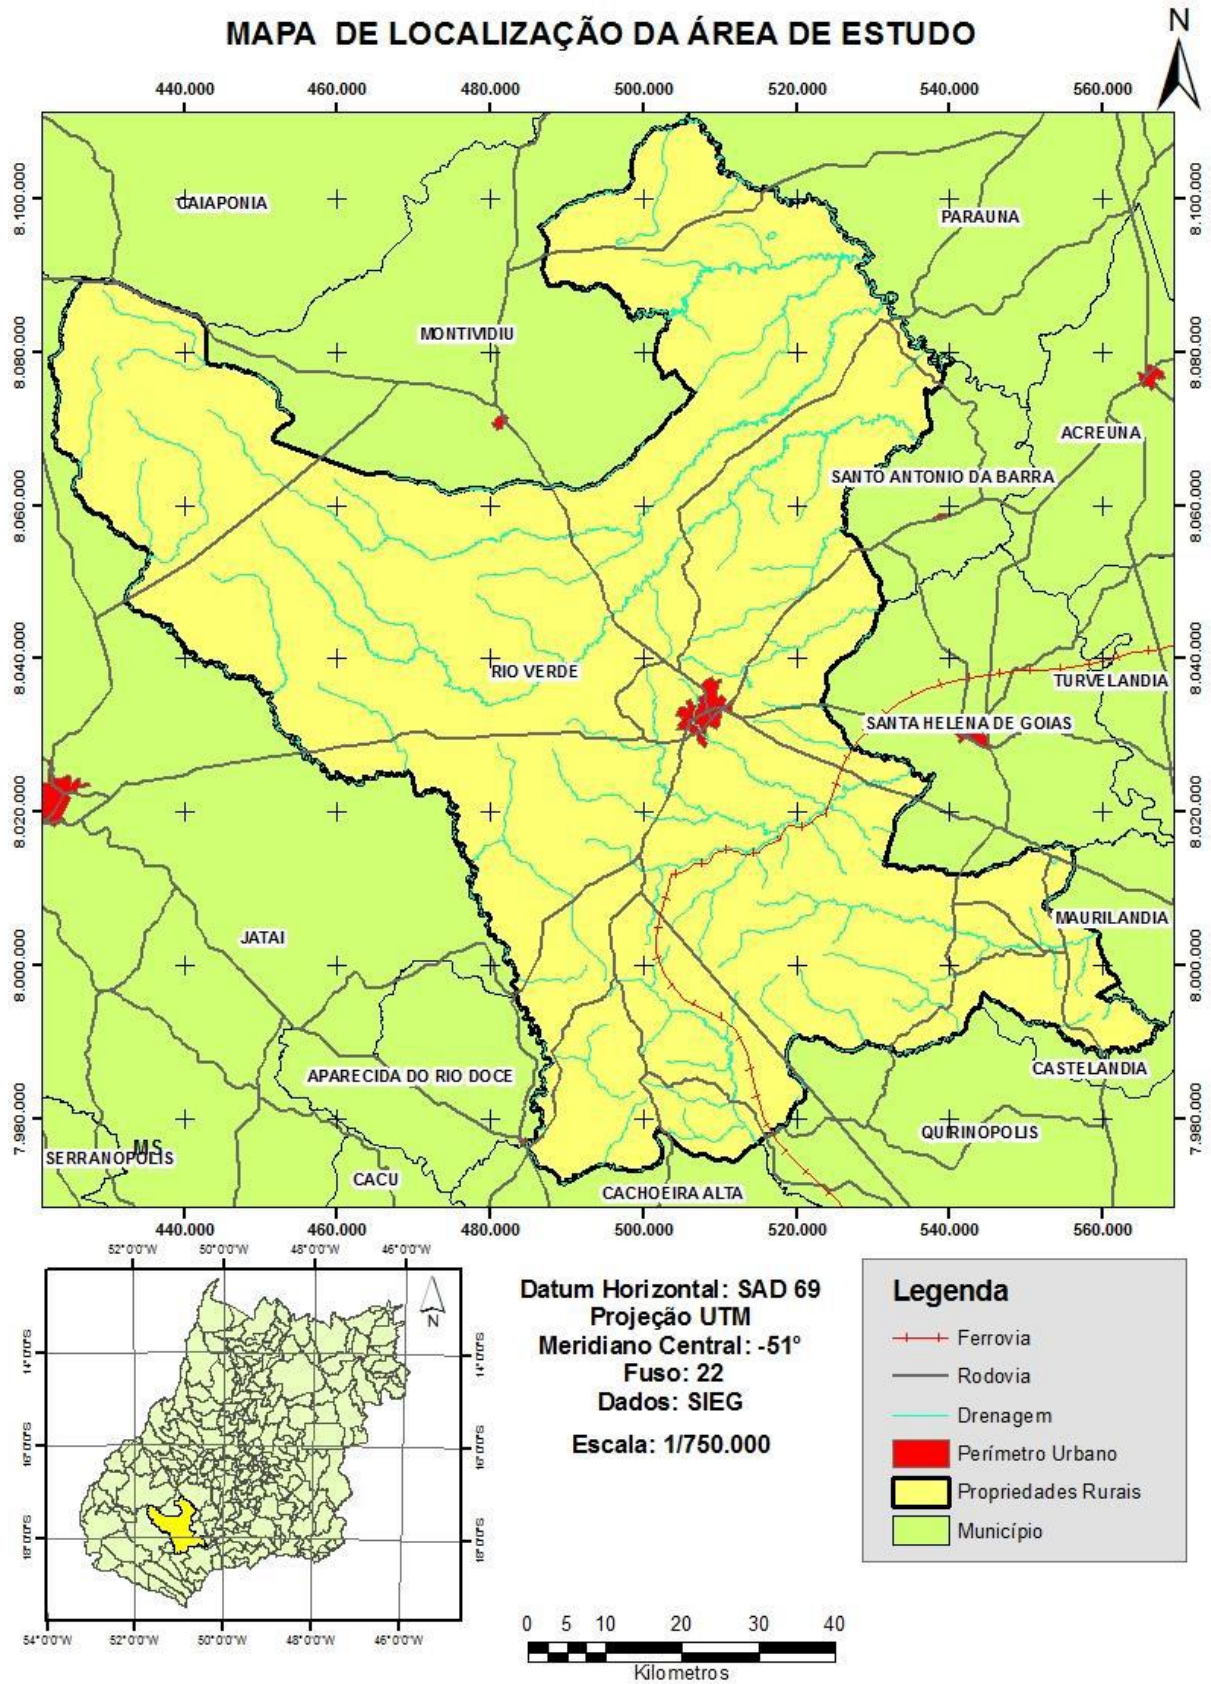 MAPA DE LOCALIZAÇÃO DA ÁREA DE ESTUDO
N
440.000 460.000 480.000 500.000 520.000 540.000 560.000
8.100.000
8.080.000
8.060.000
8.040.000
8.020.000
8.000.000
7.980.000
CAIAPONIA
PARAUNA
MONTIVIDIU
ACREUNA
SANTO ANTONIO DA BARRA
RIO VERDE
TURVELANDIA
SANTA HELENA DE GOIAS
MAURILANDIA
JATAI
CASTELANDIA
APARECIDA DO RIO DOCE
QUIRINOPOLIS
MS
SERRANOPOLIS
CACU
CACHOEIRA ALTA
8.100.000
8.080.000
8.060.000
8.040.000
8.020.000
8.000.000
7.980.000
440.000 460.000 480.000 500.000 520.000 540.000 560.000
52°0'0"W 50°0'0"W 48°0'0"W 46°0'0"W
N
14°0'0"S
16°0'0"S
18°0'0"S
14°0'0"S
16°0'0"S
18°0'0"S
54°0'0"W 52°0'0"W 50°0'0"W 48°0'0"W 46°0'0"W
Datum Horizontal: SAD 69
Projeção UTM
Meridiano Central: -51°
Fuso: 22
Dados: SIEG
Escala: 1/750.000
0 5 10 20 30 40
Kilometros
Legenda
Ferrovia
Rodovia
Drenagem
Perímetro Urbano
Propriedades Rurais
Município